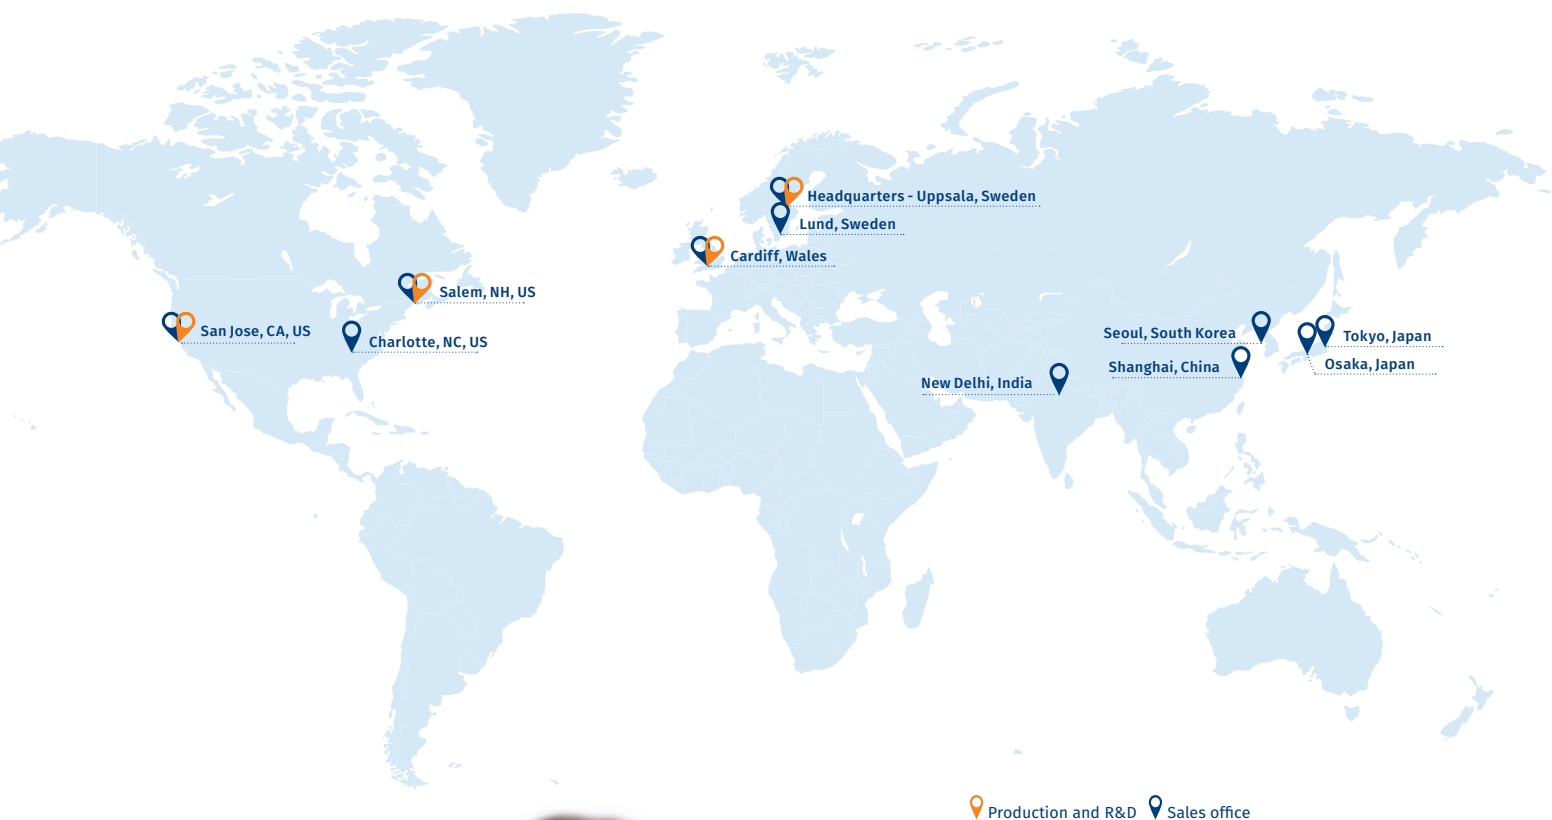 Headquarters - Uppsala, Sweden
Lund, Sweden
Cardiff, Wales
Salem, NH, US
San Jose, CA, US
Charlotte, NC, US
Seoul, South Korea
Tokyo, Japan
Shanghai, China
Osaka, Japan
New Delhi, India
Production and R&D
Sales office